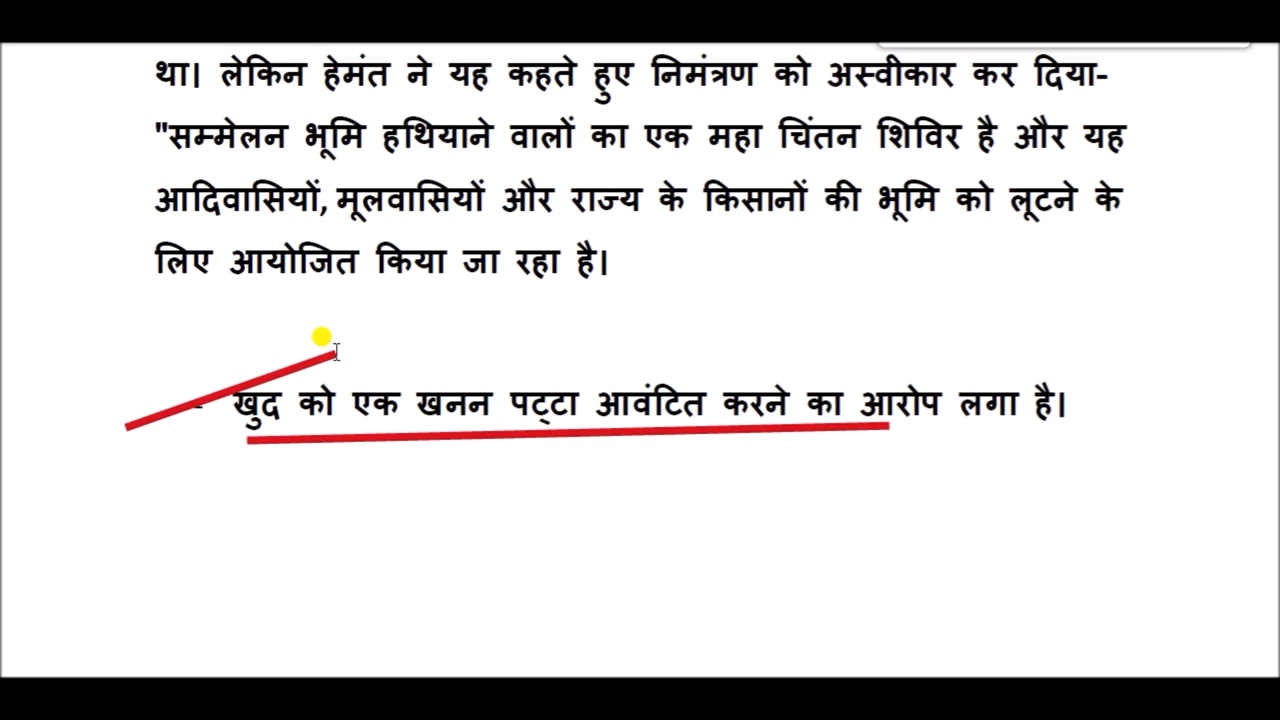 था। लेकिन हेमंत ने यह कहते हुए निमंत्रण को अस्वीकार कर दिया-
"सम्मेलन भूमि हथियाने वालों का एक महा चिंतन शिविर है और यह
आदिवासियों, मूलवासियों और राज्य के किसानों की भूमि को लूटने के
लिए आयोजित किया जा रहा है।
- खुद को एक खनन पट्टा आवंटित करने का आरोप लगा है।